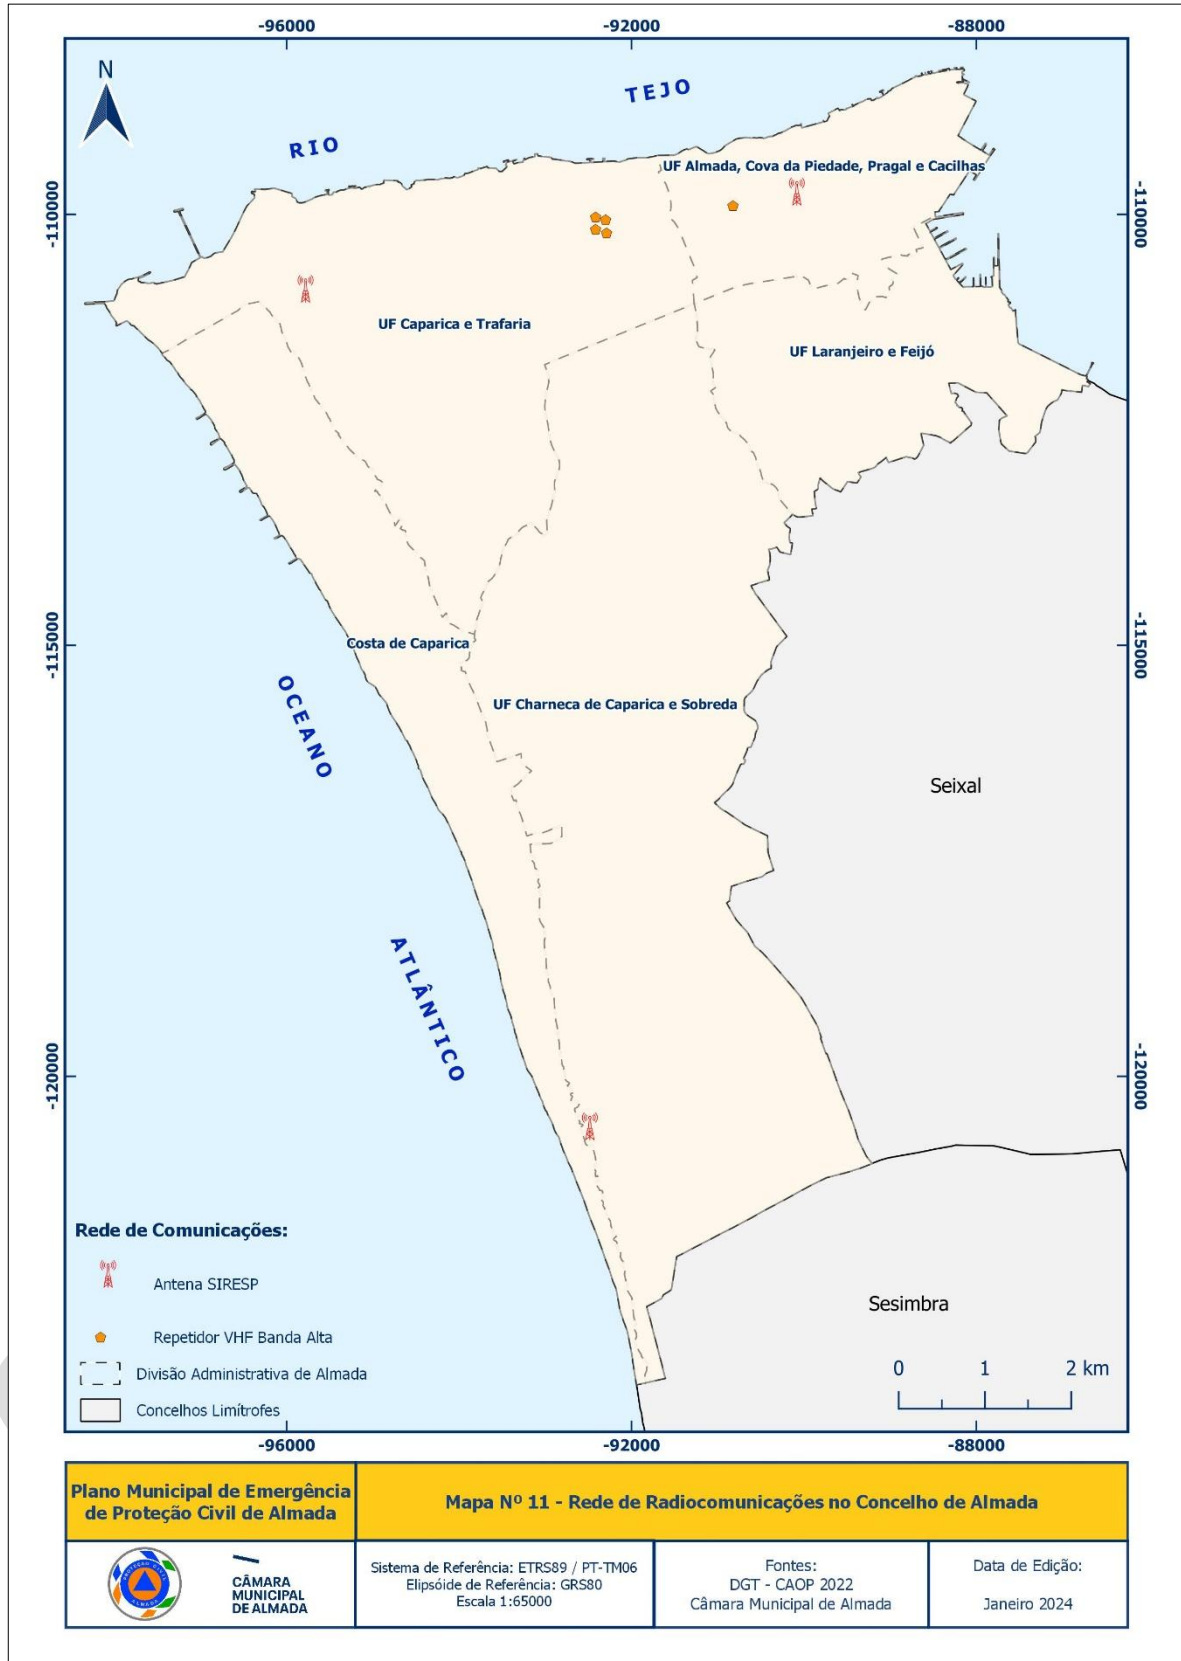 -96000
-92000
-88000
N
RIO
TEJO
UF Almada, Cova da Piedade, Pragal e Cacilhas
-110000
-110000
UF Caparica e Trafaria
UF Laranjeiro e Feijó
-115000
-115000
Costa de Caparica
UF Charneca de Caparica e Sobreda
OCEANO
Seixal
ATLÂNTICO
-120000
-120000
Rede de Comunicações:
Antena SIRESP
Repetidor VHF Banda Alta
Divisão Administrativa de Almada
Concelhos Limítrofes
Sesimbra
0 1 2 km
-96000
-92000
-88000
Plano Municipal de Emergência
de Proteção Civil de Almada
Mapa Nº 11 - Rede de Radiocomunicações no Concelho de Almada
PROTEÇÃO CIVIL
ALMADA
CÂMARA
MUNICIPAL
DE ALMADA
Sistema de Referência: ETRS89 / PT-TM06
Elipsóide de Referência: GRS80
Escala 1:65000
Fontes:
DGT - CAOP 2022
Câmara Municipal de Almada
Data de Edição:
Janeiro 2024